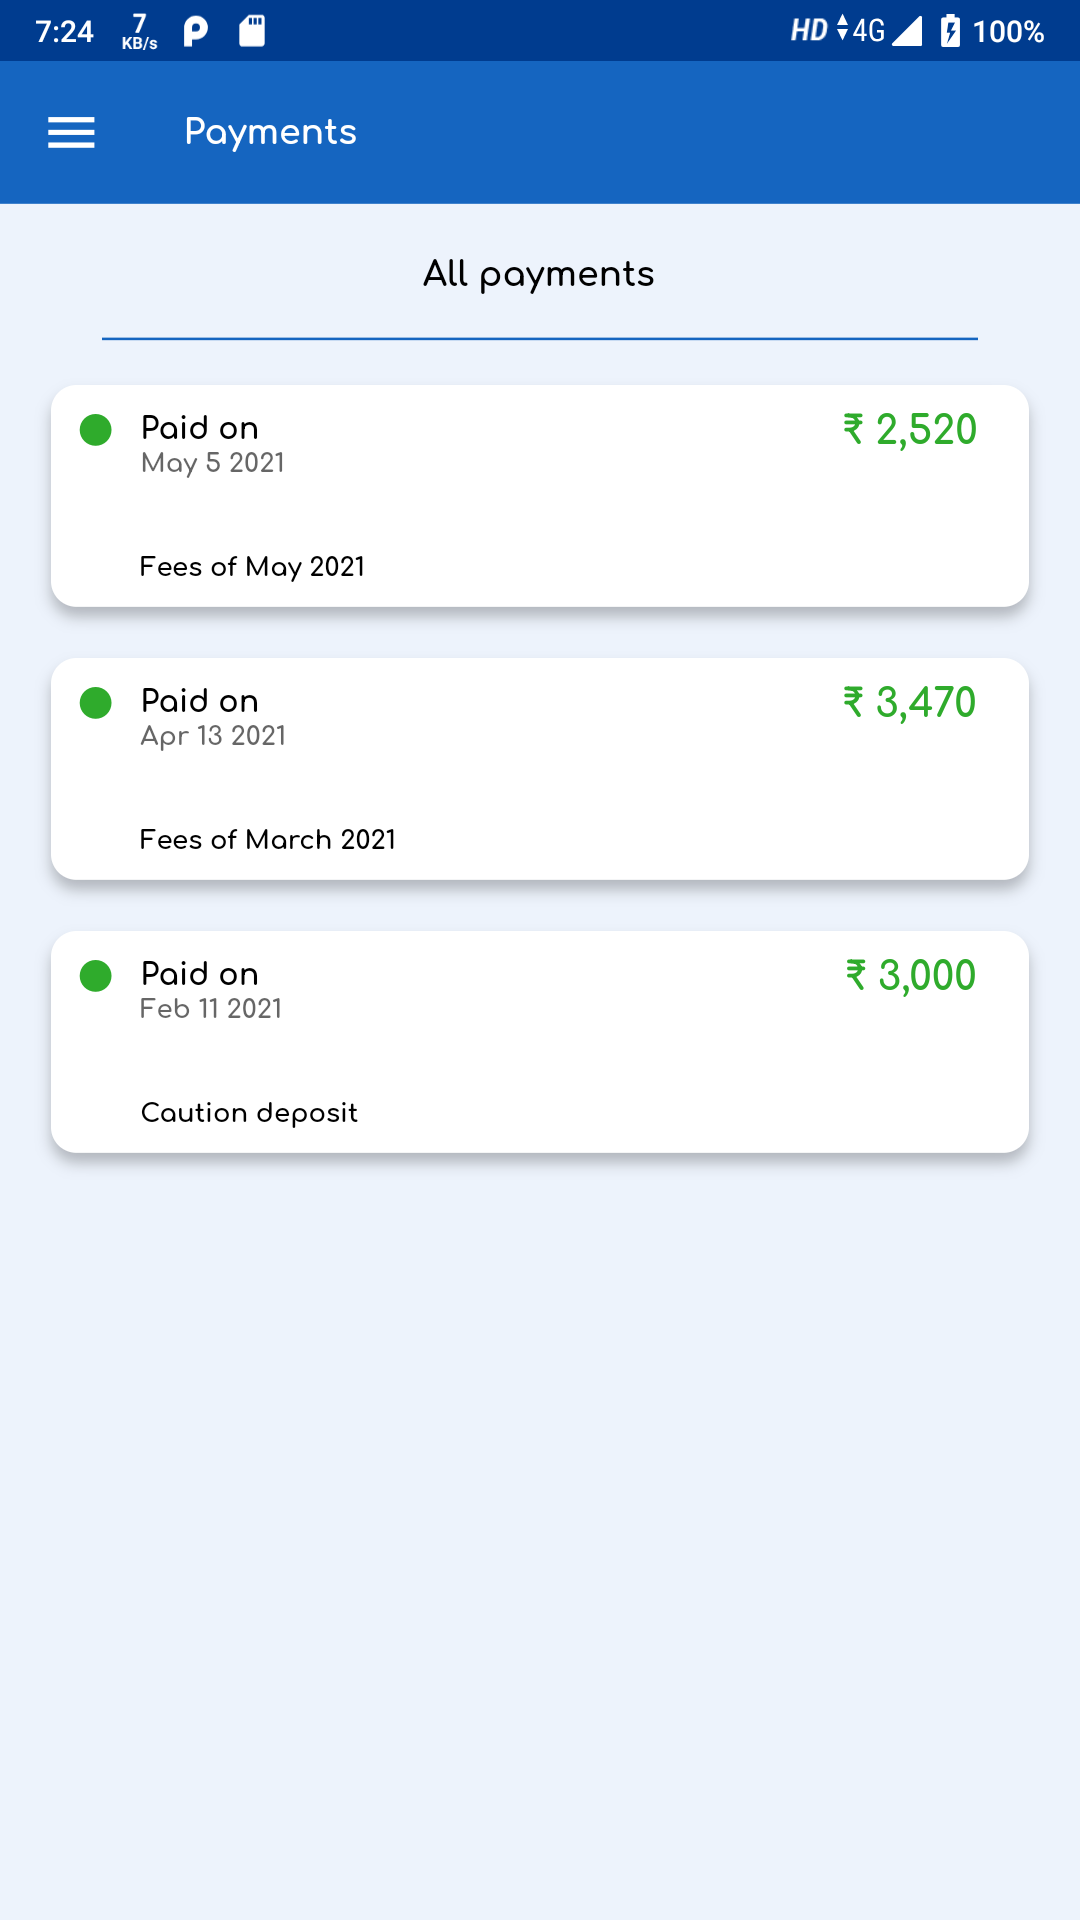 7:24 7 KB/s HD 4G 100%
Payments
All payments
Paid on ₹ 2,520
May 5 2021
Fees of May 2021
Paid on ₹ 3,470
Apr 13 2021
Fees of March 2021
Paid on ₹ 3,000
Feb 11 2021
Caution deposit